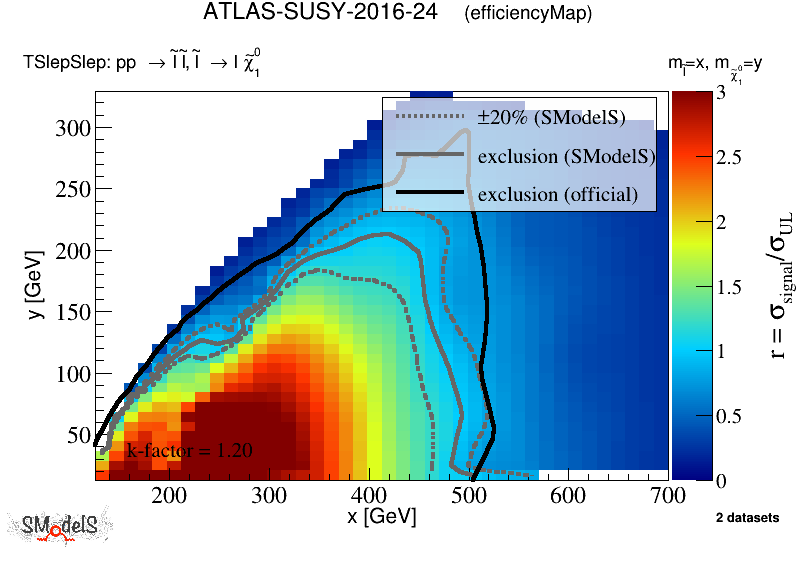 ATLAS-SUSY-2016-24 (efficiencyMap)
TSlepSlep: pp → l̃ l̃, l̃ → l χ̃₁⁰
m_l̃=x, m_χ̃₁⁰=y
±20% (SModelS)
exclusion (SModelS)
exclusion (official)
300
250
200
150
100
50
y [GeV]
k-factor = 1.20
200
300
400
500
600
700
x [GeV]
3
2.5
2
1.5
1
0.5
0
r = σ_signal/σ_UL
SModelS
2 datasets